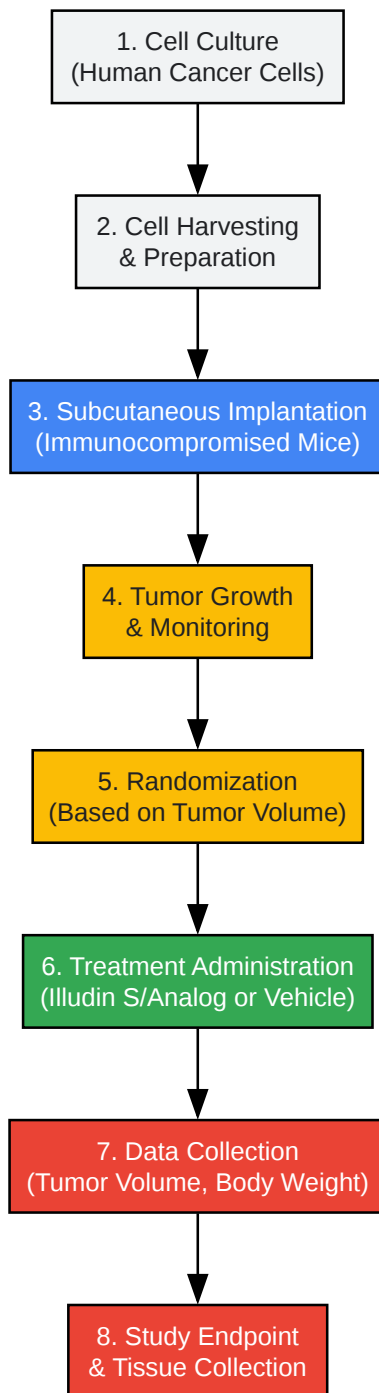 1. Cell Culture
(Human Cancer Cells)
2. Cell Harvesting
& Preparation
3. Subcutaneous Implantation
(Immunocompromised Mice)
4. Tumor Growth
& Monitoring
5. Randomization
(Based on Tumor Volume)
6. Treatment Administration
(Illudin S/Analog or Vehicle)
7. Data Collection
(Tumor Volume, Body Weight)
8. Study Endpoint
& Tissue Collection